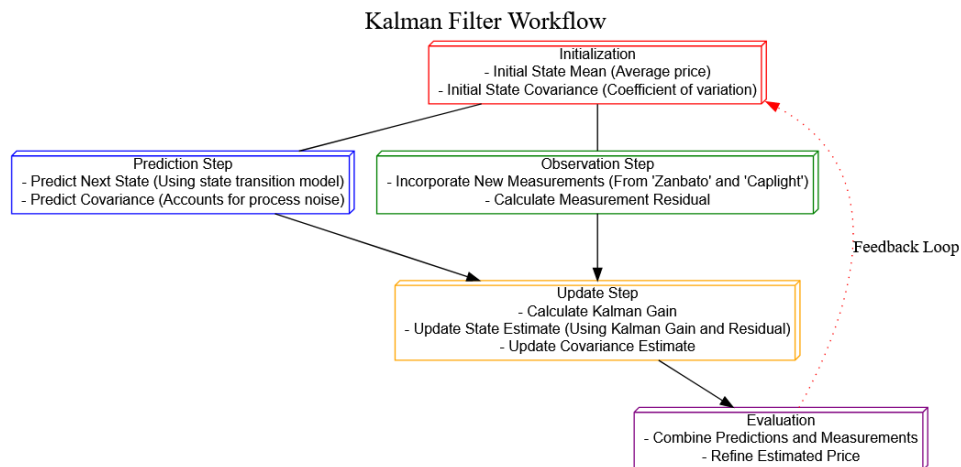 Kalman Filter Workflow
Initialization
- Initial State Mean (Average price)
- Initial State Covariance (Coefficient of variation)
Prediction Step
- Predict Next State (Using state transition model)
- Predict Covariance (Accounts for process noise)
Observation Step
- Incorporate New Measurements (From 'Zanbato' and 'Caplight')
- Calculate Measurement Residual
Feedback Loop
Update Step
- Calculate Kalman Gain
- Update State Estimate (Using Kalman Gain and Residual)
- Update Covariance Estimate
Evaluation
- Combine Predictions and Measurements
- Refine Estimated Price